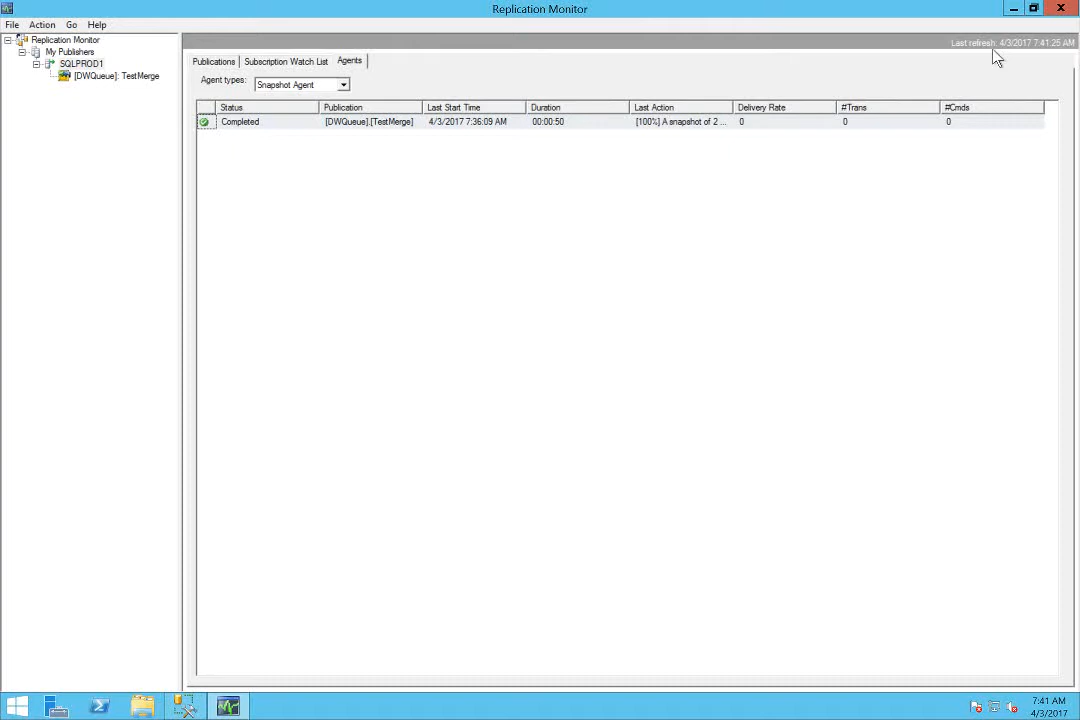 Replication Monitor
File Action Go Help
Replication Monitor
My Publishers
SQLPROD1
[DWQueue]: TestMerge
Last refresh: 4/3/2017 7:41:25 AM
Publications Subscription Watch List Agents
Agent types: Snapshot Agent
Status Publication Last Start Time Duration Last Action Delivery Rate #Trans #Cmds
Completed [DWQueue].[TestMerge] 4/3/2017 7:36:09 AM 00:00:50 [100%] A snapshot of 2 ... 0 0 0
7:41 AM
4/3/2017